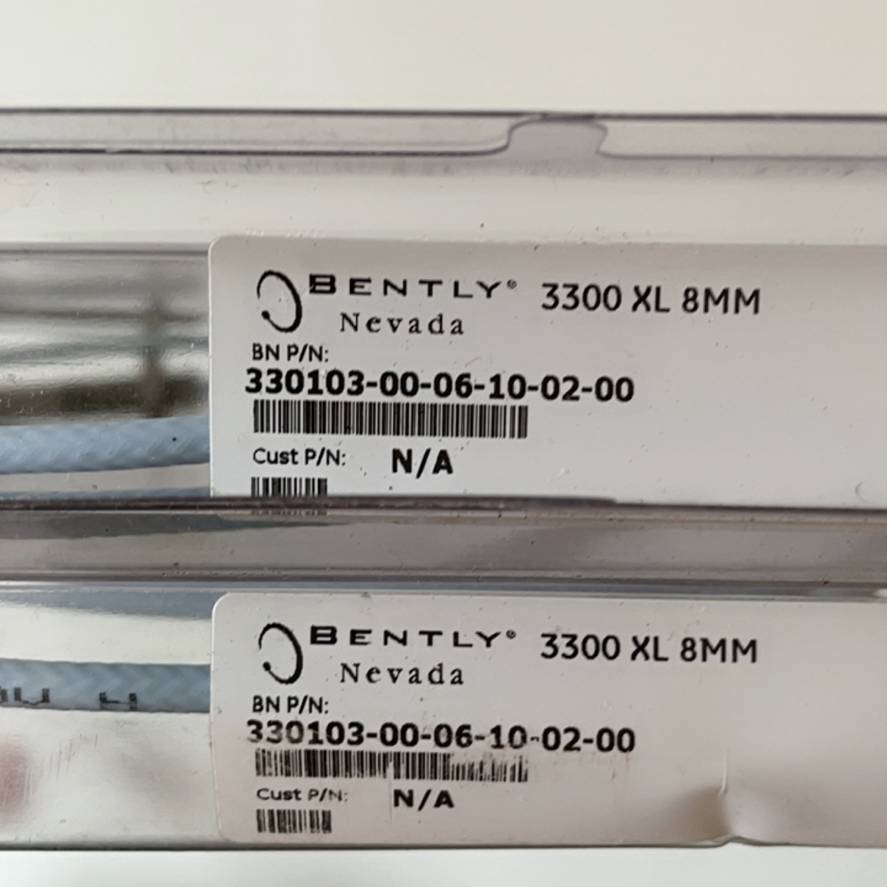 BENTLY® 3300 XL 8MM
Nevada
BN P/N:
330103-00-06-10-02-00
Cust P/N: N/A
BENTLY® 3300 XL 8MM
Nevada
BN P/N:
330103-00-06-10-02-00
Cust P/N: N/A